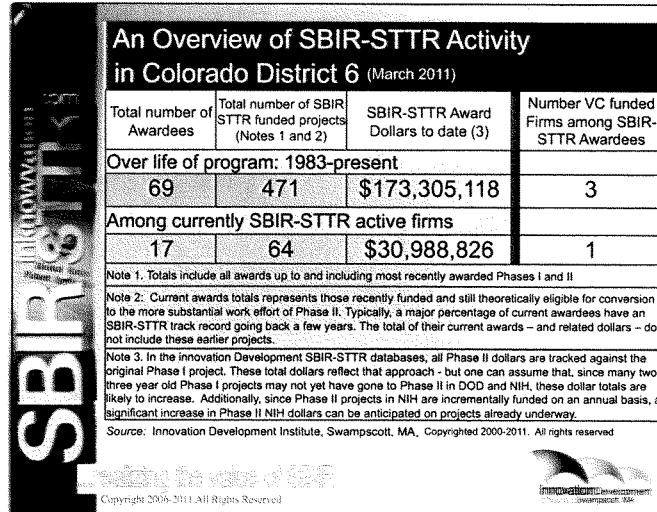 An Overview of SBIR-STTR Activity
in Colorado District 6 (March 2011)
Total number of
Awardees
Total number of SBIR
STTR funded projects
(Notes 1 and 2)
SBIR-STTR Award
Dollars to date (3)
Number VC funded
Firms among SBIR-
STTR Awardees
Over life of program: 1983-present
69 471 $173,305,118 3
Among currently SBIR-STTR active firms
17 64 $30,988,826 1
Note 1. Totals include all awards up to and including most recently awarded Phases I and II
Note 2: Current awards totals represents those recently funded and still theoretically eligible for conversion
to the more substantial work effort of Phase II. Typically, a major percentage of current awardees have an
SBIR-STTR track record going back a few years. The total of their current awards – and related dollars – do
not include these earlier projects.
Note 3. In the innovation Development SBIR-STTR databases, all Phase II dollars are tracked against the
original Phase I project. These total dollars reflect that approach - but one can assume that, since many two
three year old Phase I projects may not yet have gone to Phase II in DOD and NIH, these dollar totals are
likely to increase. Additionally, since Phase II projects in NIH are incrementally funded on an annual basis, a
significant increase in Phase II NIH dollars can be anticipated on projects already underway.
Source: Innovation Development Institute, Swampscott, MA, Copyrighted 2000-2011. All rights reserved
SBIR&STTR
inknowvation
com
realizing the value of SBIR
Copyright 2006-2011 All Rights Reserved
innovation development
Swampscott, MA